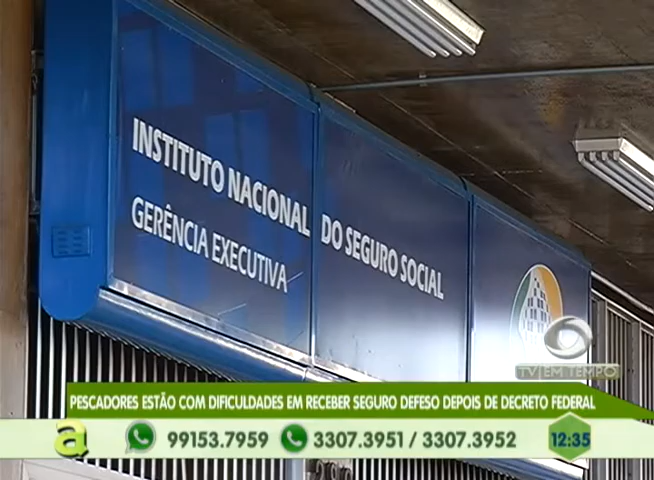 INSTITUTO NACIONAL DO SEGURO SOCIAL
GERÊNCIA EXECUTIVA
TV EM TEMPO
PESCADORES ESTÃO COM DIFICULDADES EM RECEBER SEGURO DEFESO DEPOIS DE DECRETO FEDERAL
a 99153.7959 3307.3951 / 3307.3952 12:35